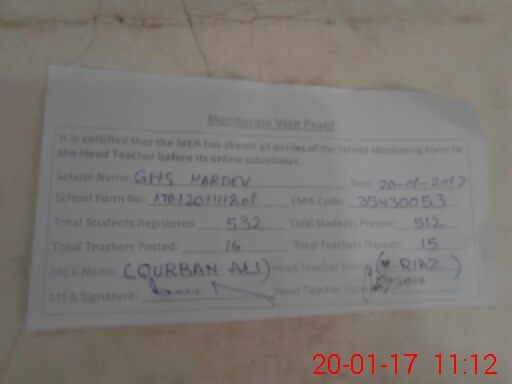 Monitoring Visit Proof
It is certified that the MEA has shown all entries of the School Monitoring Form to
the Head Teacher before its online submission.
School Name: GHS HARDEV Date: 20-01-2017
School Form No: EMIS Code: 35430053
Total Students Registered: 532 Total Students Present: 512
Total Teachers Posted: 16 Total Teachers Present: 15
MEA Name: (QURBAN ALI) Head Teacher Name: (M. RIAZ)
MEA Signature: Head Teacher Signature
20-01-17 11:12